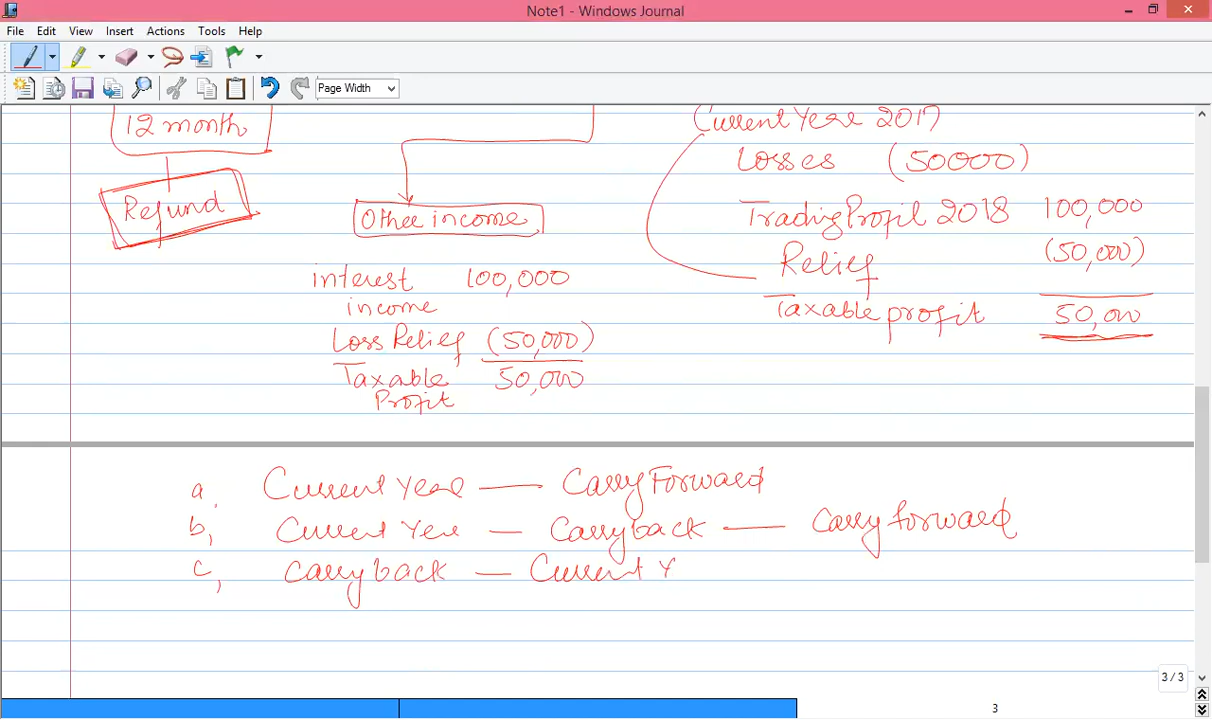 Note1 - Windows Journal
File Edit View Insert Actions Tools Help
Page Width
12 month
Refund
Other income
interest 100,000
income
Loss Relief (50,000)
Taxable 50,000
Profit
Current Year 2017
Losses (50000)
Trading Profit 2018 100,000
Relief (50,000)
Taxable profit 50,000
a, Current Year — Carry Forward
b, Current Year — Carry back — Carry forward
c, Carry back — Current Y
3 / 3
3